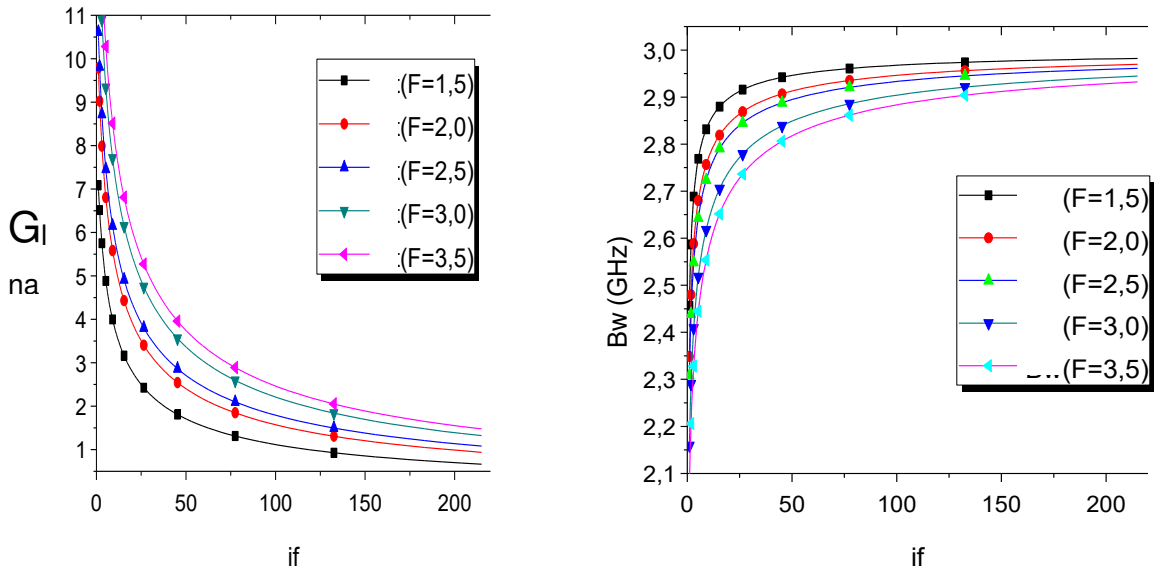 11
10
9
8
7
6
5
4
3
2
1
G_l
na
0 50 100 150 200
if
:(F=1,5)
:(F=2,0)
:(F=2,5)
:(F=3,0)
:(F=3,5)
3,0
2,9
2,8
2,7
2,6
2,5
2,4
2,3
2,2
2,1
Bw (GHz)
0 50 100 150 200
if
(F=1,5)
(F=2,0)
(F=2,5)
(F=3,0)
(F=3,5)